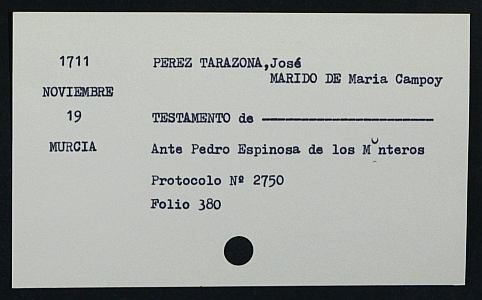 1711 PEREZ TARAZONA,José
MARIDO DE Maria Campoy
NOVIEMBRE
19 TESTAMENTO de ------------------------
MURCIA Ante Pedro Espinosa de los Monteros
Protocolo Nº 2750
Folio 380